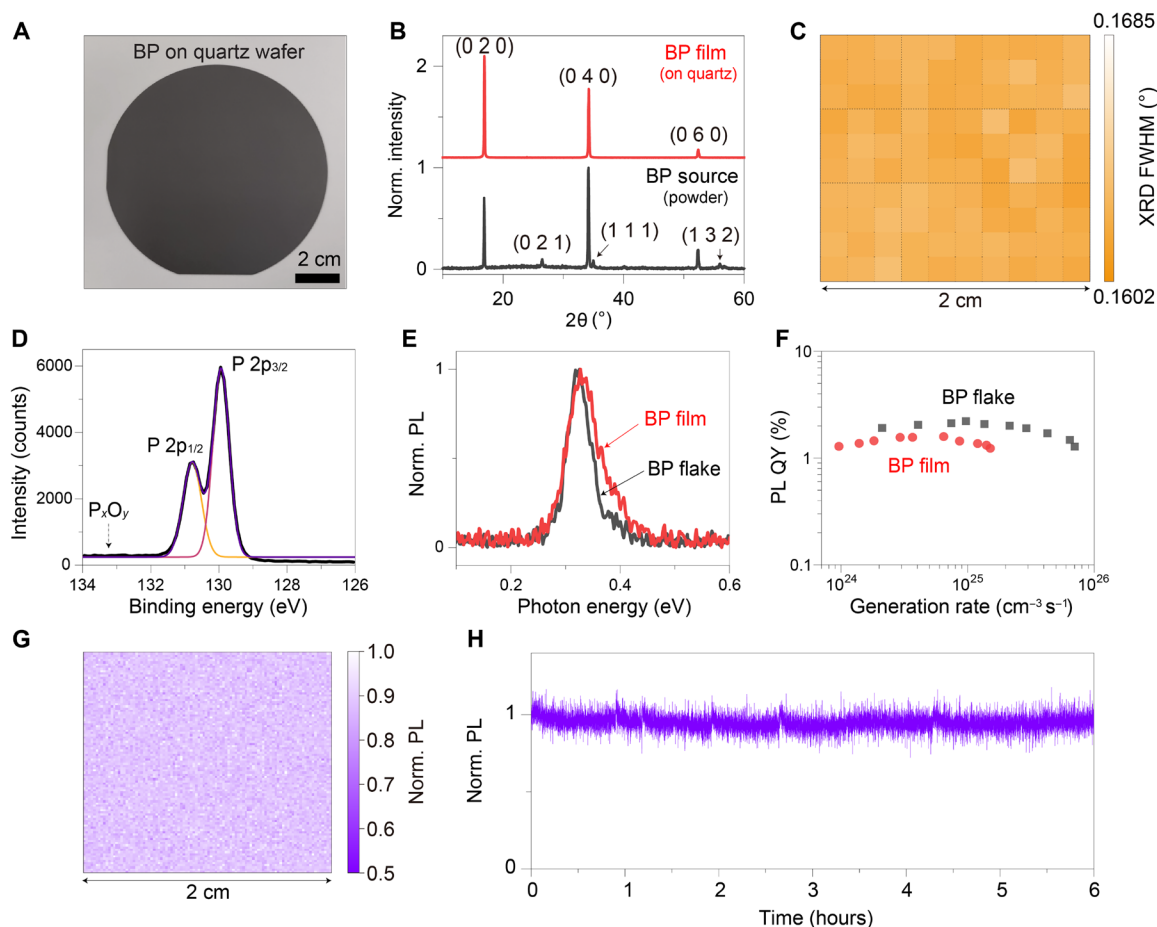 A
BP on quartz wafer
2 cm
B
(0 2 0)
(0 4 0)
(0 6 0)
BP film
(on quartz)
BP source
(powder)
(0 2 1)
(1 1 1)
(1 3 2)
Norm. intensity
2
1
0
20
40
60
2θ (°)
C
0.1685
XRD FWHM (°)
0.1602
2 cm
D
P 2p3/2
P 2p1/2
PxOy
Intensity (counts)
6000
4000
2000
0
134
132
130
128
126
Binding energy (eV)
E
BP film
BP flake
Norm. PL
1
0
0.2
0.4
0.6
Photon energy (eV)
F
BP flake
BP film
PL QY (%)
10
1
0.1
10²⁴
10²⁵
10²⁶
Generation rate (cm⁻³ s⁻¹)
G
1.0
0.9
0.8
0.7
0.6
0.5
Norm. PL
2 cm
H
Norm. PL
1
0
0
1
2
3
4
5
6
Time (hours)